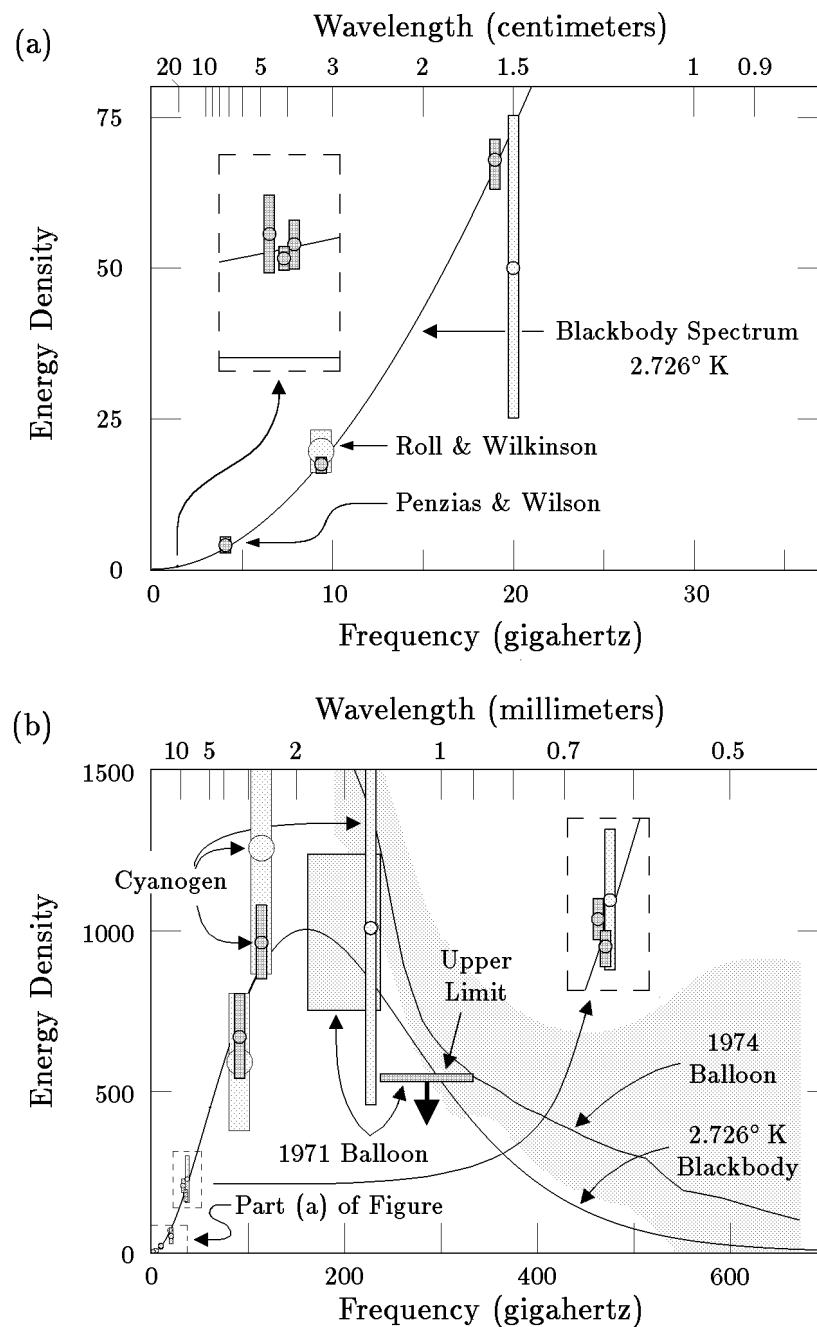 (a)
Wavelength (centimeters)
20 10 5 3 2 1.5 1 0.9
75
50
25
0
Energy Density
Blackbody Spectrum
2.726° K
Roll & Wilkinson
Penzias & Wilson
0 10 20 30
Frequency (gigahertz)
(b)
Wavelength (millimeters)
10 5 2 1 0.7 0.5
1500
1000
500
0
Energy Density
Cyanogen
Upper
Limit
1974
Balloon
1971 Balloon
2.726° K
Blackbody
Part (a) of Figure
0 200 400 600
Frequency (gigahertz)